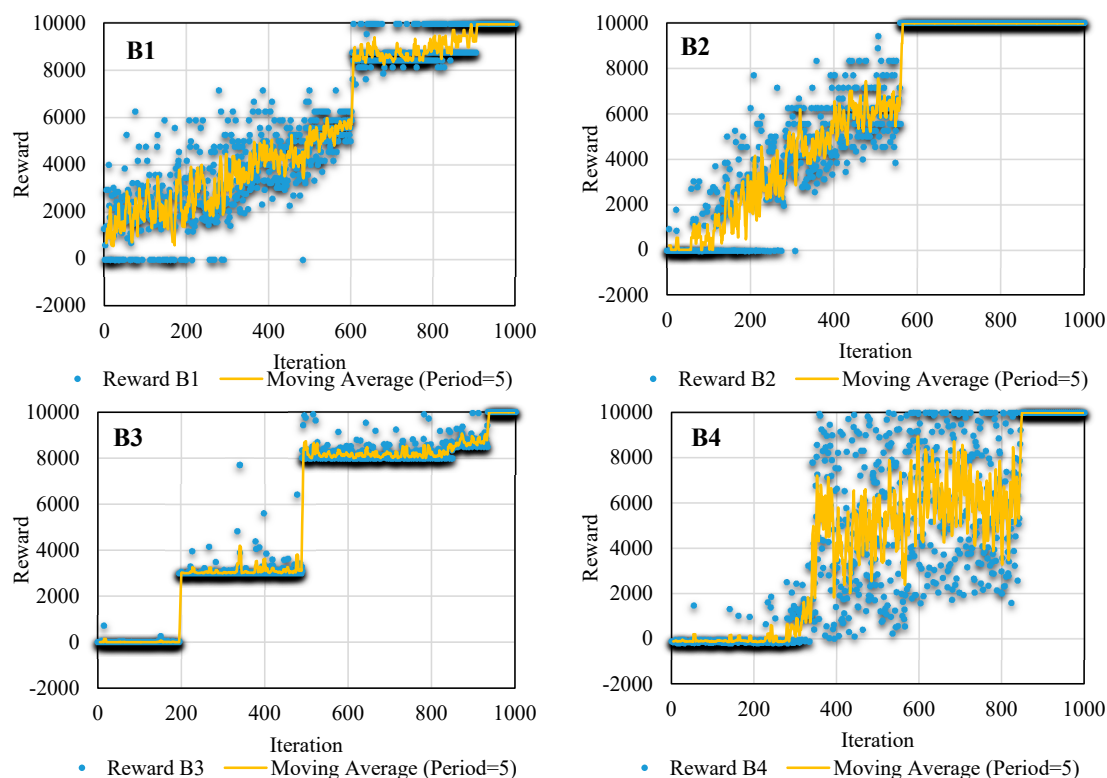 B1
10000
8000
6000
4000
2000
0
-2000
Reward
0 200 400 600 800 1000
Iteration
Reward B1 Moving Average (Period=5)
B2
10000
8000
6000
4000
2000
0
-2000
Reward
0 200 400 600 800 1000
Iteration
Reward B2 Moving Average (Period=5)
B3
10000
8000
6000
4000
2000
0
-2000
Reward
0 200 400 600 800 1000
Iteration
Reward B3 Moving Average (Period=5)
B4
10000
8000
6000
4000
2000
0
-2000
Reward
0 200 400 600 800 1000
Iteration
Reward B4 Moving Average (Period=5)